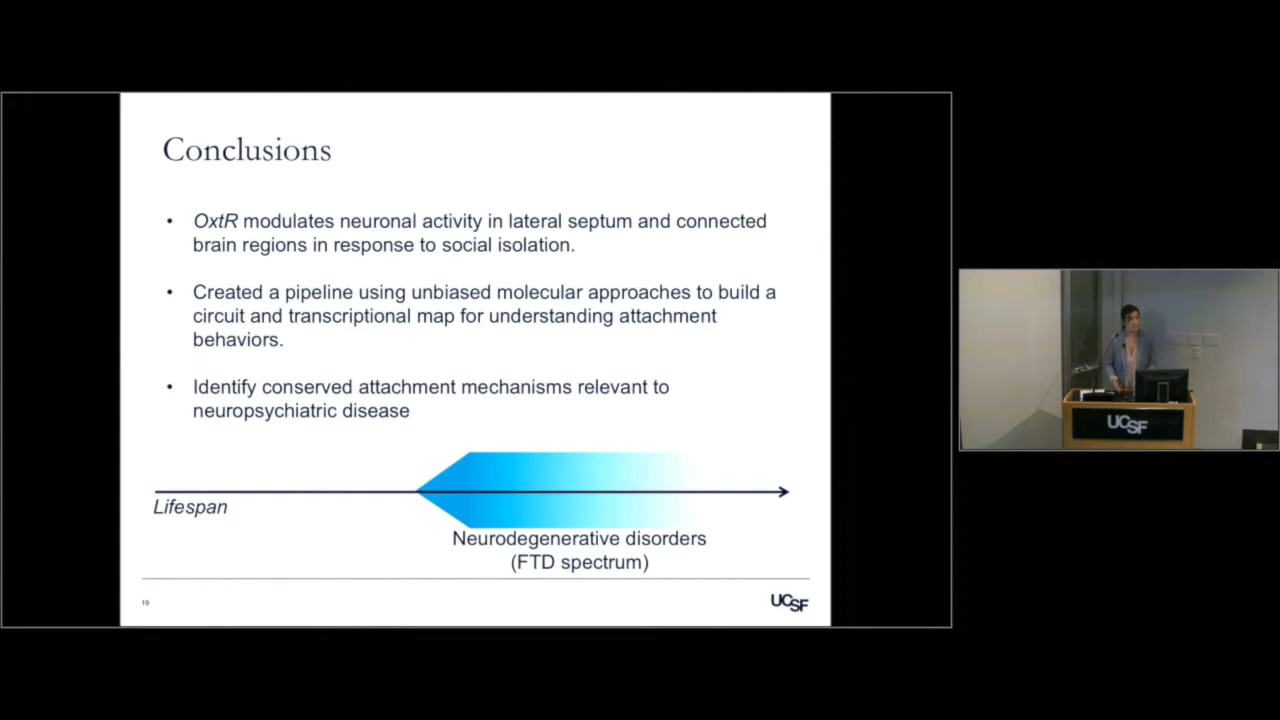 Conclusions
• OxtR modulates neuronal activity in lateral septum and connected
brain regions in response to social isolation.
• Created a pipeline using unbiased molecular approaches to build a
circuit and transcriptional map for understanding attachment
behaviors.
• Identify conserved attachment mechanisms relevant to
neuropsychiatric disease
Lifespan
Neurodegenerative disorders
(FTD spectrum)
19
UCSF
UCSF